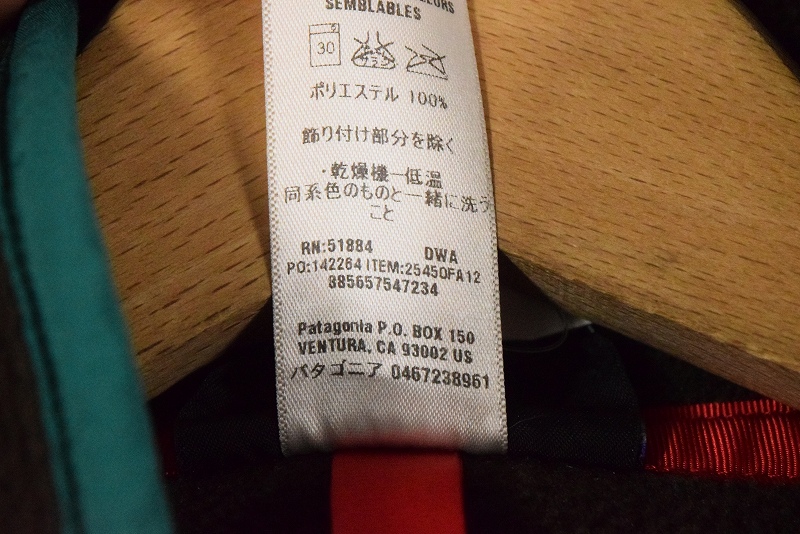 SEMBLABLES
30
ポリエステル 100%
飾り付け部分を除く
・乾燥機―低温
同系色のものと一緒に洗う
こと
RN:51884 DWA
PO:142264 ITEM:25450FA12
885657547234
Patagonia P.O. BOX 150
VENTURA, CA 93002 US
パタゴニア 0467238961